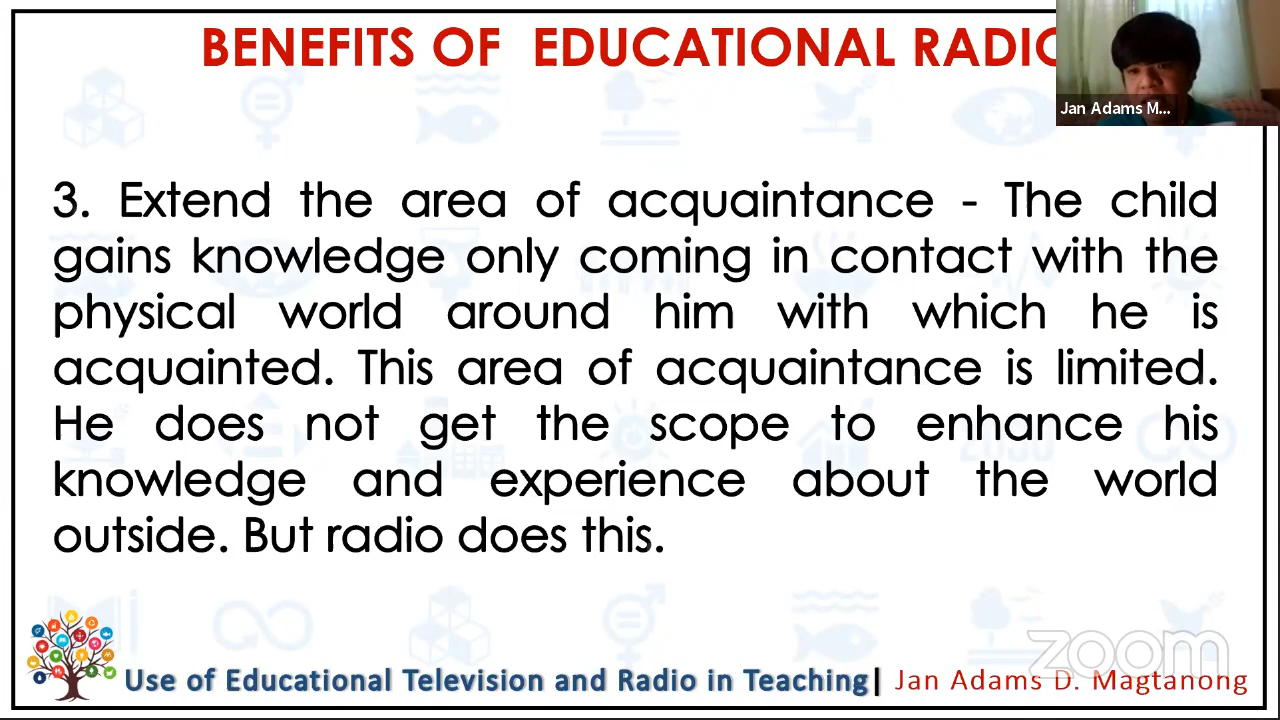 BENEFITS OF EDUCATIONAL RADIO
Jan Adams M...
3. Extend the area of acquaintance - The child
gains knowledge only coming in contact with the
physical world around him with which he is
acquainted. This area of acquaintance is limited.
He does not get the scope to enhance his
knowledge and experience about the world
outside. But radio does this.
zoom
Use of Educational Television and Radio in Teaching| Jan Adams D. Magtanong